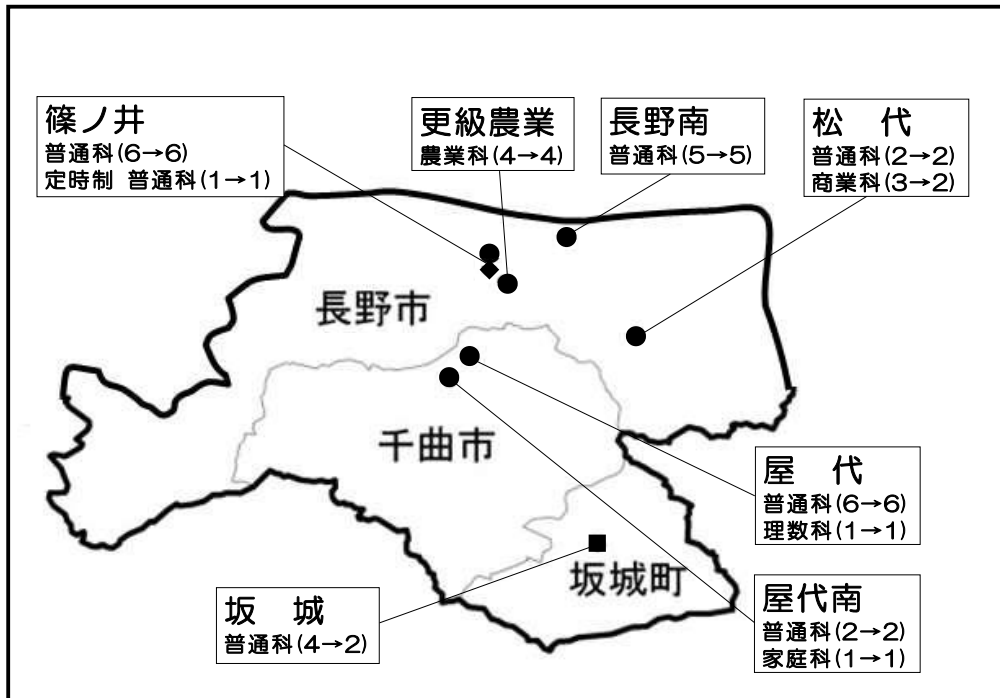 篠ノ井
普通科(6→6)
定時制 普通科(1→1)
更級農業
農業科(4→4)
長野南
普通科(5→5)
松 代
普通科(2→2)
商業科(3→2)
長野市
千曲市
屋 代
普通科(6→6)
理数科(1→1)
坂城町
坂 城
普通科(4→2)
屋代南
普通科(2→2)
家庭科(1→1)